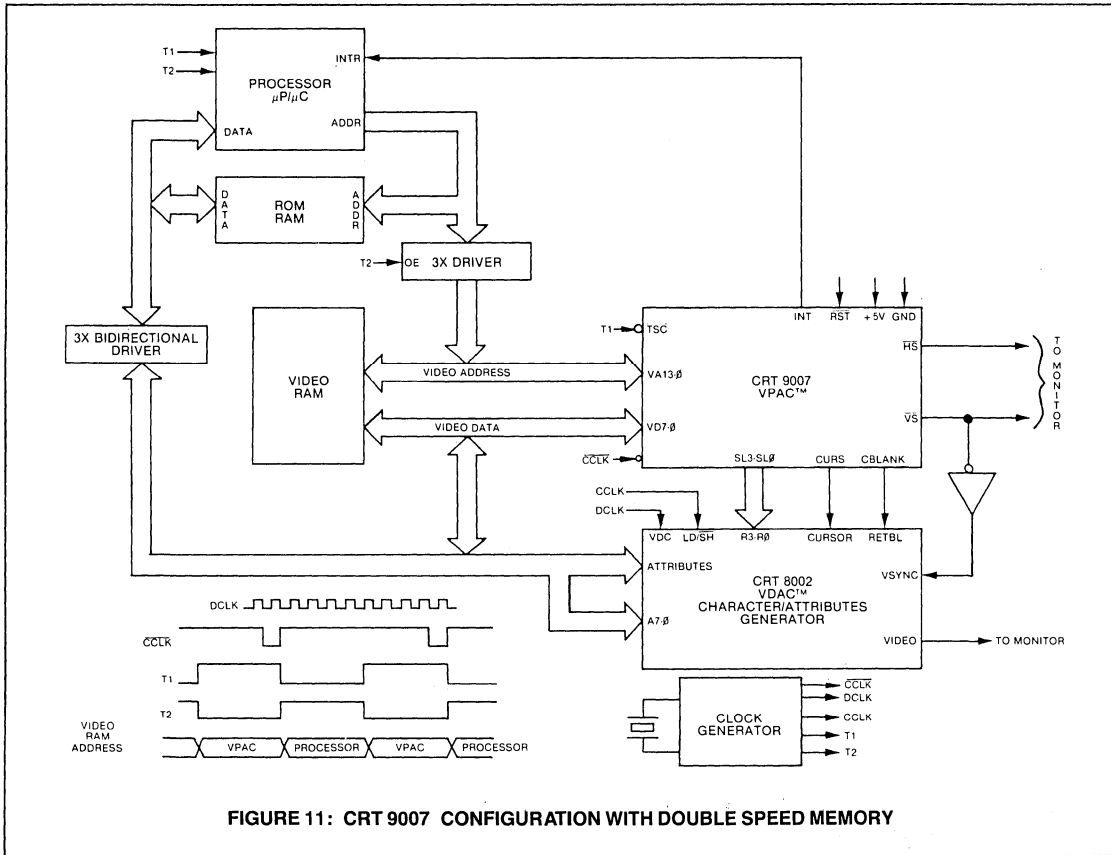 T1
T2
INTR
PROCESSOR
µP/µC
DATA
ADDR
DATA
ROM
RAM
ADDR
T2
OE
3X DRIVER
3X BIDIRECTIONAL
DRIVER
VIDEO
RAM
VIDEO ADDRESS
VIDEO DATA
T1
TSC
INT
RST
+5V
GND
HS
VA13-Ø
CRT 9007
VPAC™
VS
VD7-Ø
CCLK
SL3-SLØ
CURS
CBLANK
TO MONITOR
CCLK
DCLK
VDC
LD/SH
R3-RØ
CURSOR
RETBL
ATTRIBUTES
VSYNC
CRT 8002
VDAC™
CHARACTER/ATTRIBUTES
GENERATOR
A7-Ø
VIDEO
TO MONITOR
DCLK
CCLK
T1
T2
VIDEO
RAM
ADDRESS
VPAC
PROCESSOR
VPAC
PROCESSOR
CLOCK
GENERATOR
CCLK
DCLK
CCLK
T1
T2
FIGURE 11: CRT 9007 CONFIGURATION WITH DOUBLE SPEED MEMORY